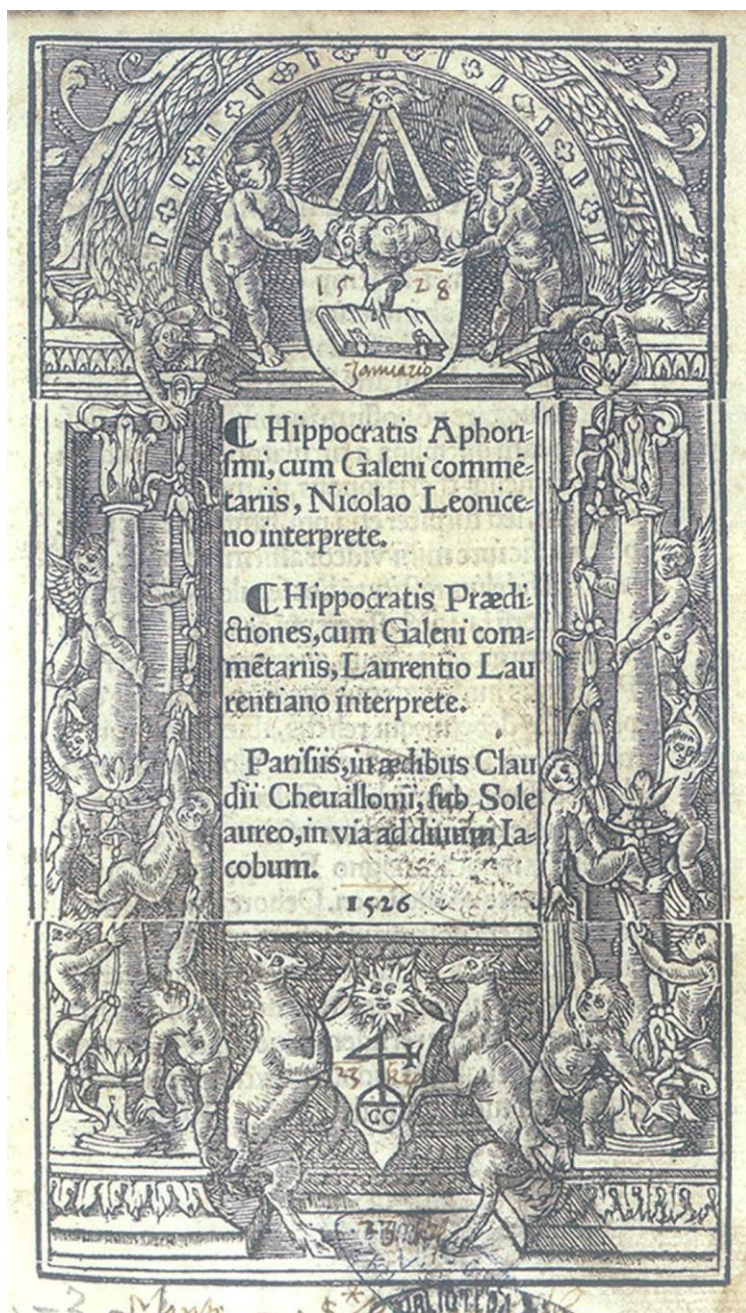 15 28
Januario
❡ Hippocratis Aphori-
smi, cum Galeni commē-
tariis, Nicolao Leonice-
no interprete.
❡ Hippocratis Prædi-
ctiones, cum Galeni com-
mētariis, Laurentio Lau
rentiano interprete.
Parisiis, in ædibus Clau
dii Cheuallonii, sub Sole
aureo, in via ad diuum Ia-
cobum.
1526
23
CC